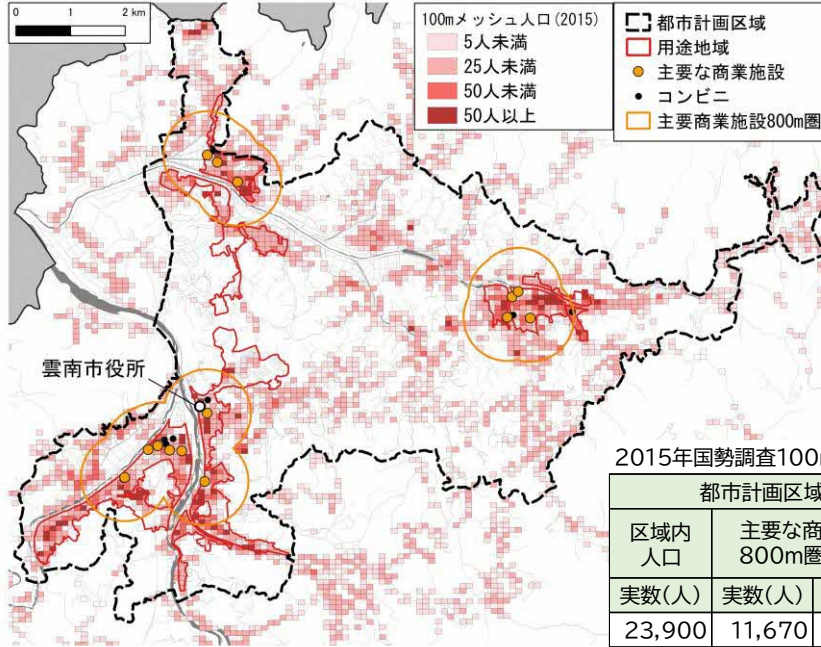 0 1 2 km
100mメッシュ人口(2015)
5人未満
25人未満
50人未満
50人以上
都市計画区域
用途地域
主要な商業施設
コンビニ
主要商業施設800m圏
雲南市役所
2015年国勢調査100
都市計画区域
区域内
人口
主要な商
800m圏
実数(人) 実数(人)
23,900 11,670